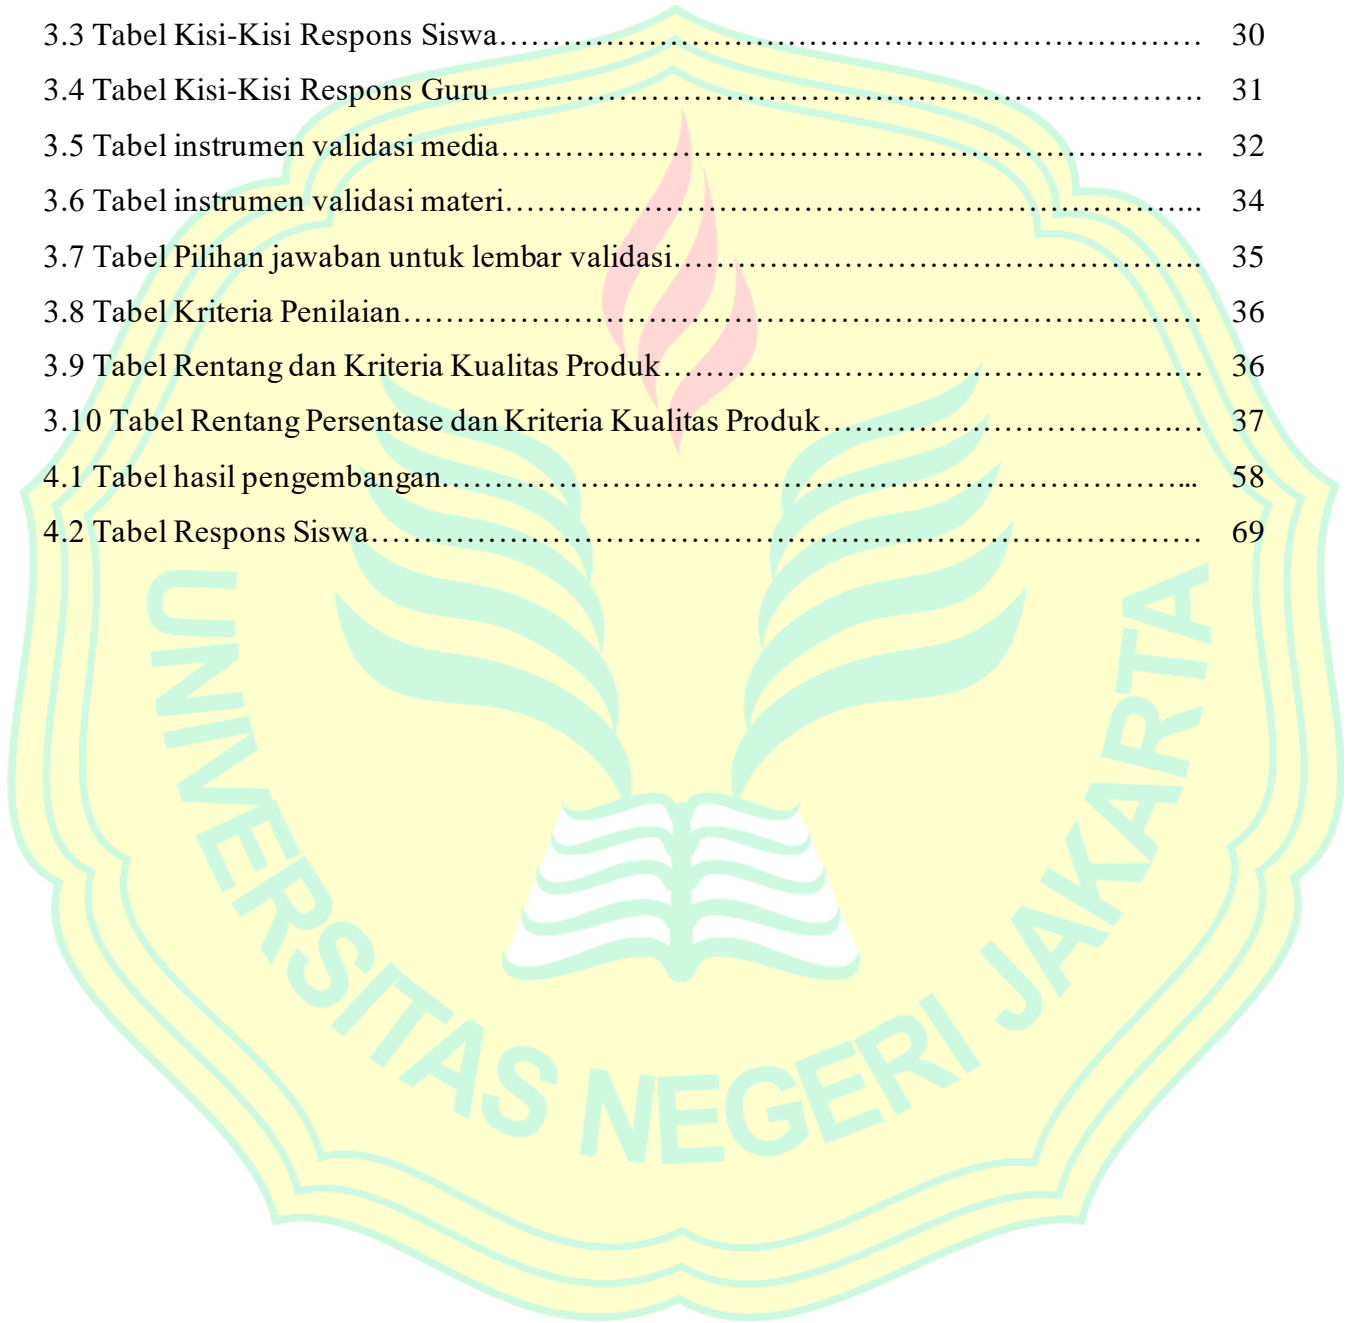 3.3 Tabel Kisi-Kisi Respons Siswa……………………………………………………………………… 30
3.4 Tabel Kisi-Kisi Respons Guru………………………………………………………………………. 31
3.5 Tabel instrumen validasi media……………………………………………………………………… 32
3.6 Tabel instrumen validasi materi……………………………………………………………………... 34
3.7 Tabel Pilihan jawaban untuk lembar validasi…………………………………………………….. 35
3.8 Tabel Kriteria Penilaian……………………………………………………………………………… 36
3.9 Tabel Rentang dan Kriteria Kualitas Produk……………………………………………………… 36
3.10 Tabel Rentang Persentase dan Kriteria Kualitas Produk……………………………………… 37
4.1 Tabel hasil pengembangan…………………………………………………………………………... 58
4.2 Tabel Respons Siswa………………………………………………………………………………… 69
UNIVERSITAS NEGERI JAKARTA